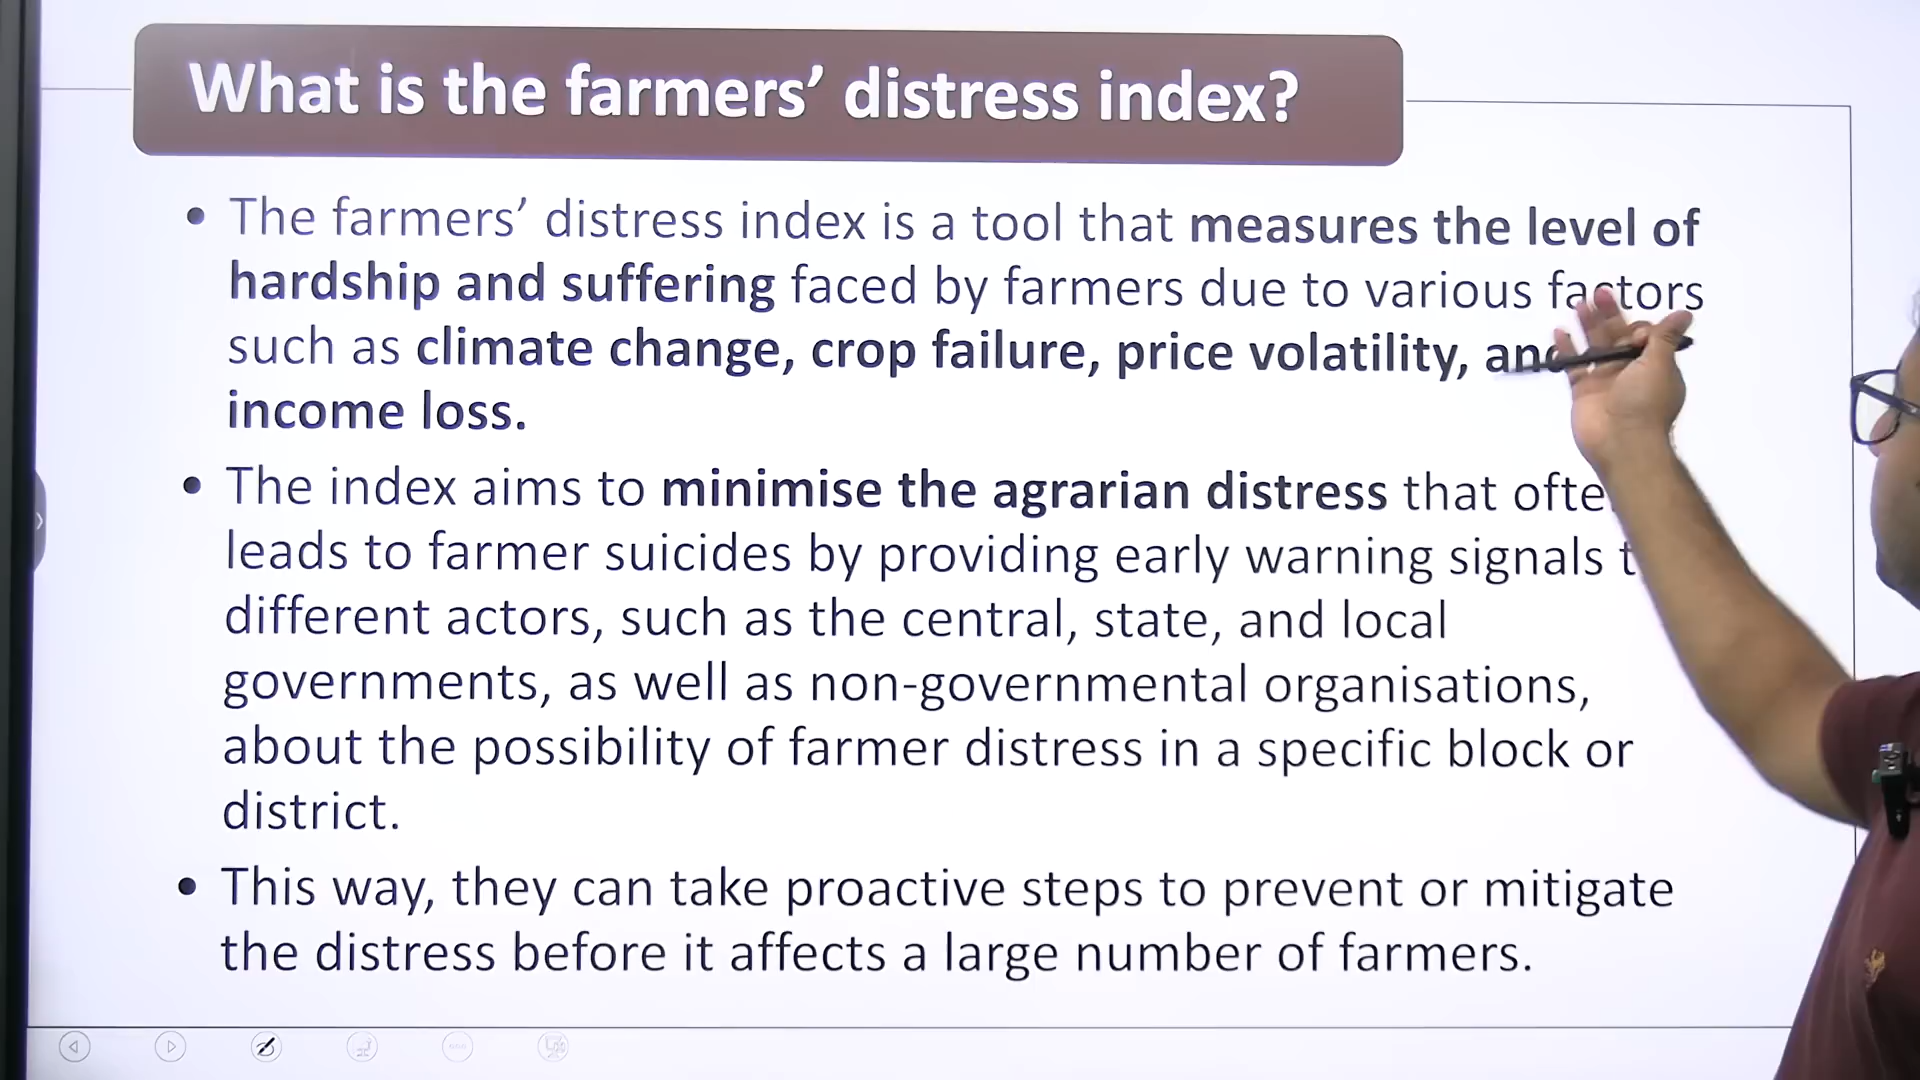 What is the farmers’ distress index?
• The farmers’ distress index is a tool that measures the level of
hardship and suffering faced by farmers due to various factors
such as climate change, crop failure, price volatility, and
income loss.
• The index aims to minimise the agrarian distress that ofte
leads to farmer suicides by providing early warning signals t
different actors, such as the central, state, and local
governments, as well as non-governmental organisations,
about the possibility of farmer distress in a specific block or
district.
• This way, they can take proactive steps to prevent or mitigate
the distress before it affects a large number of farmers.